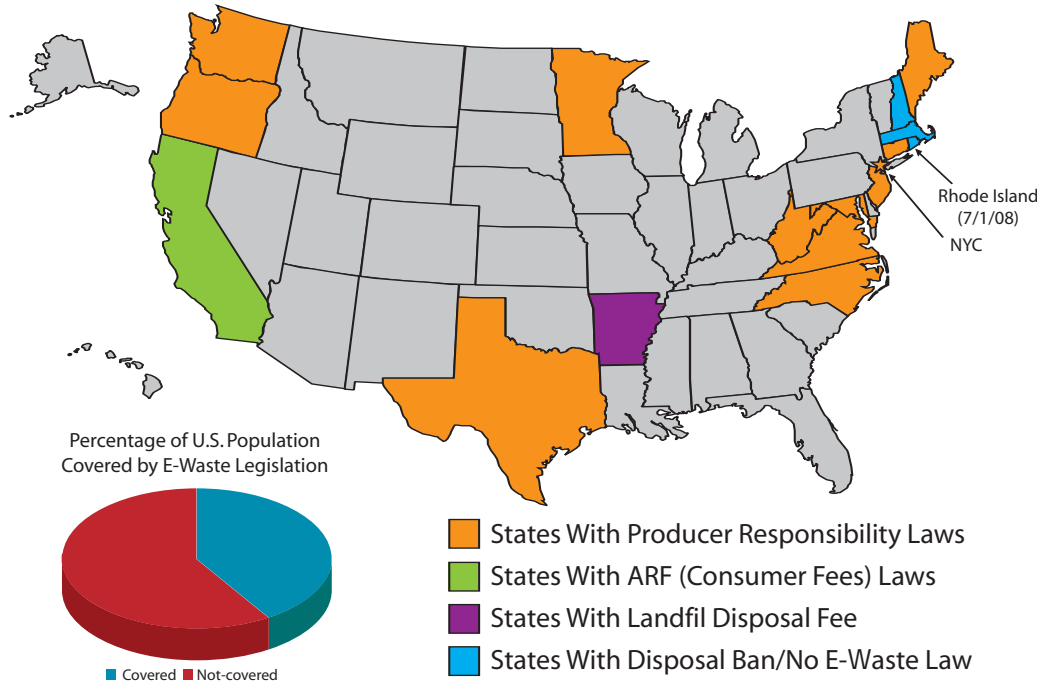 Rhode Island
(7/1/08)
NYC
Percentage of U.S. Population
Covered by E-Waste Legislation
Covered
Not-covered
States With Producer Responsibility Laws
States With ARF (Consumer Fees) Laws
States With Landfil Disposal Fee
States With Disposal Ban/No E-Waste Law